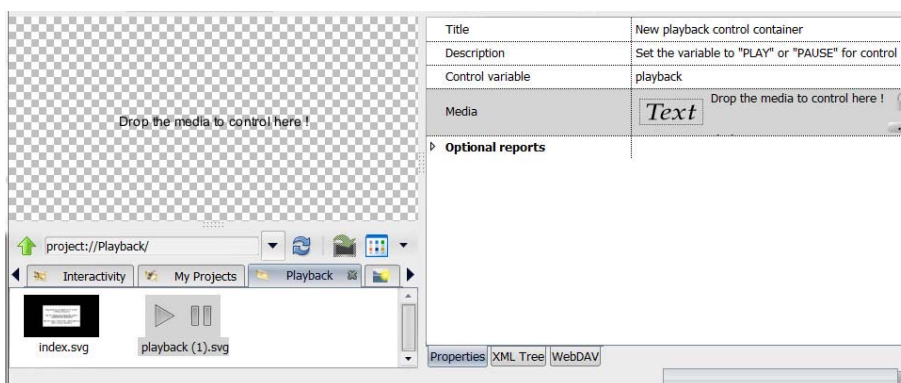 Drop the media to control here !
project://Playback/
Interactivity
My Projects
Playback
index.svg
playback (1).svg
Title
New playback control container
Description
Set the variable to "PLAY" or "PAUSE" for control
Control variable
playback
Media
Text
Drop the media to control here !
Optional reports
Properties
XML Tree
WebDAV